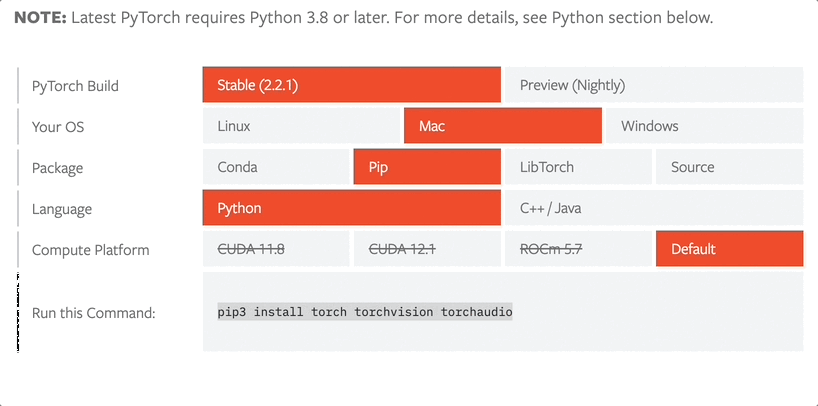 NOTE: Latest PyTorch requires Python 3.8 or later. For more details, see Python section below.
PyTorch Build Stable (2.2.1) Preview (Nightly)
Your OS Linux Mac Windows
Package Conda Pip LibTorch Source
Language Python C++ / Java
Compute Platform CUDA 11.8 CUDA 12.1 ROCm 5.7 Default
Run this Command: pip3 install torch torchvision torchaudio